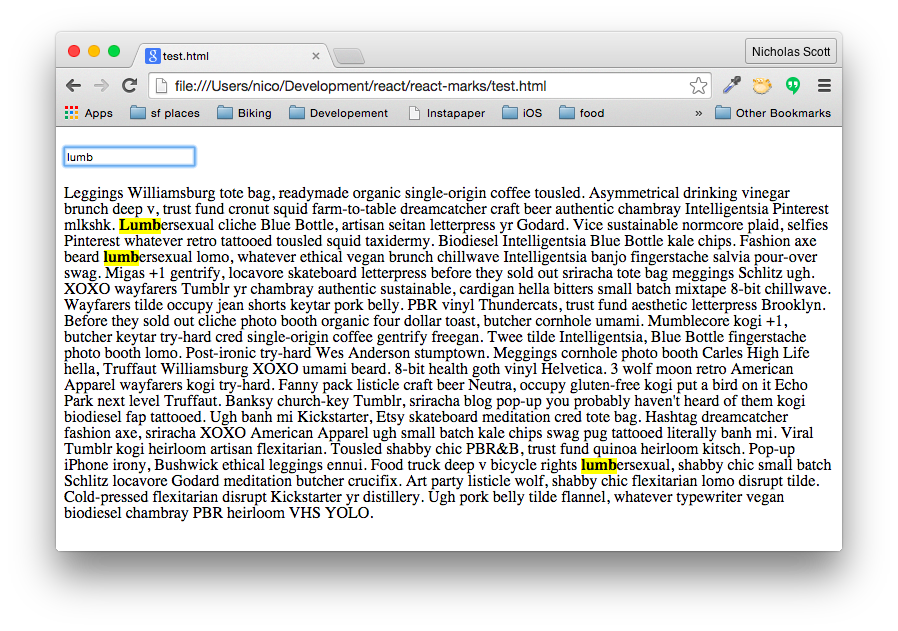 test.html
Nicholas Scott
file:///Users/nico/Development/react/react-marks/test.html
Apps sf places Biking Developement Instapaper iOS food » Other Bookmarks
lumb
Leggings Williamsburg tote bag, readymade organic single-origin coffee tousled. Asymmetrical drinking vinegar
brunch deep v, trust fund cronut squid farm-to-table dreamcatcher craft beer authentic chambray Intelligentsia Pinterest
mlkshk. Lumbersexual cliche Blue Bottle, artisan seitan letterpress yr Godard. Vice sustainable normcore plaid, selfies
Pinterest whatever retro tattooed tousled squid taxidermy. Biodiesel Intelligentsia Blue Bottle kale chips. Fashion axe
beard lumbersexual lomo, whatever ethical vegan brunch chillwave Intelligentsia banjo fingerstache salvia pour-over
swag. Migas +1 gentrify, locavore skateboard letterpress before they sold out sriracha tote bag meggings Schlitz ugh.
XOXO wayfarers Tumblr yr chambray authentic sustainable, cardigan hella bitters small batch mixtape 8-bit chillwave.
Wayfarers tilde occupy jean shorts keytar pork belly. PBR vinyl Thundercats, trust fund aesthetic letterpress Brooklyn.
Before they sold out cliche photo booth organic four dollar toast, butcher cornhole umami. Mumblecore kogi +1,
butcher keytar try-hard cred single-origin coffee gentrify freegan. Twee tilde Intelligentsia, Blue Bottle fingerstache
photo booth lomo. Post-ironic try-hard Wes Anderson stumptown. Meggings cornhole photo booth Carles High Life
hella, Truffaut Williamsburg XOXO umami beard. 8-bit health goth vinyl Helvetica. 3 wolf moon retro American
Apparel wayfarers kogi try-hard. Fanny pack listicle craft beer Neutra, occupy gluten-free kogi put a bird on it Echo
Park next level Truffaut. Banksy church-key Tumblr, sriracha blog pop-up you probably haven't heard of them kogi
biodiesel fap tattooed. Ugh banh mi Kickstarter, Etsy skateboard meditation cred tote bag. Hashtag dreamcatcher
fashion axe, sriracha XOXO American Apparel ugh small batch kale chips swag pug tattooed literally banh mi. Viral
Tumblr kogi heirloom artisan flexitarian. Tousled shabby chic PBR&B, trust fund quinoa heirloom kitsch. Pop-up
iPhone irony, Bushwick ethical leggings ennui. Food truck deep v bicycle rights lumbersexual, shabby chic small batch
Schlitz locavore Godard meditation butcher crucifix. Art party listicle wolf, shabby chic flexitarian lomo disrupt tilde.
Cold-pressed flexitarian disrupt Kickstarter yr distillery. Ugh pork belly tilde flannel, whatever typewriter vegan
biodiesel chambray PBR heirloom VHS YOLO.